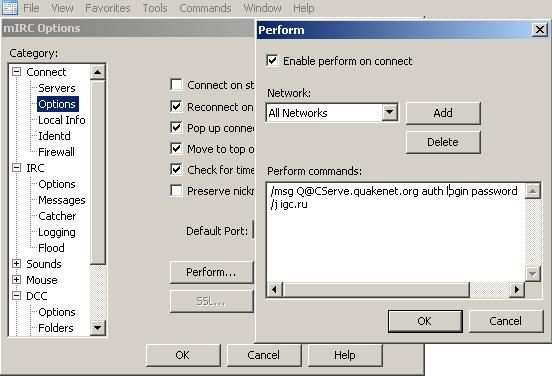 File View Favorites Tools Commands Window Help
mIRC Options
Category:
Connect
Servers
Options
Local Info
Identd
Firewall
IRC
Options
Messages
Catcher
Logging
Flood
Sounds
Mouse
DCC
Options
Folders
Connect on st
Reconnect on
Pop up conne
Move to top o
Check for time
Preserve nickn
Default Port:
Perform...
SSL...
OK Cancel Help
Perform
Enable perform on connect
Network:
All Networks Add
Delete
Perform commands:
/msg Q@CServe.quakenet.org auth login password
/j igc.ru
OK Cancel